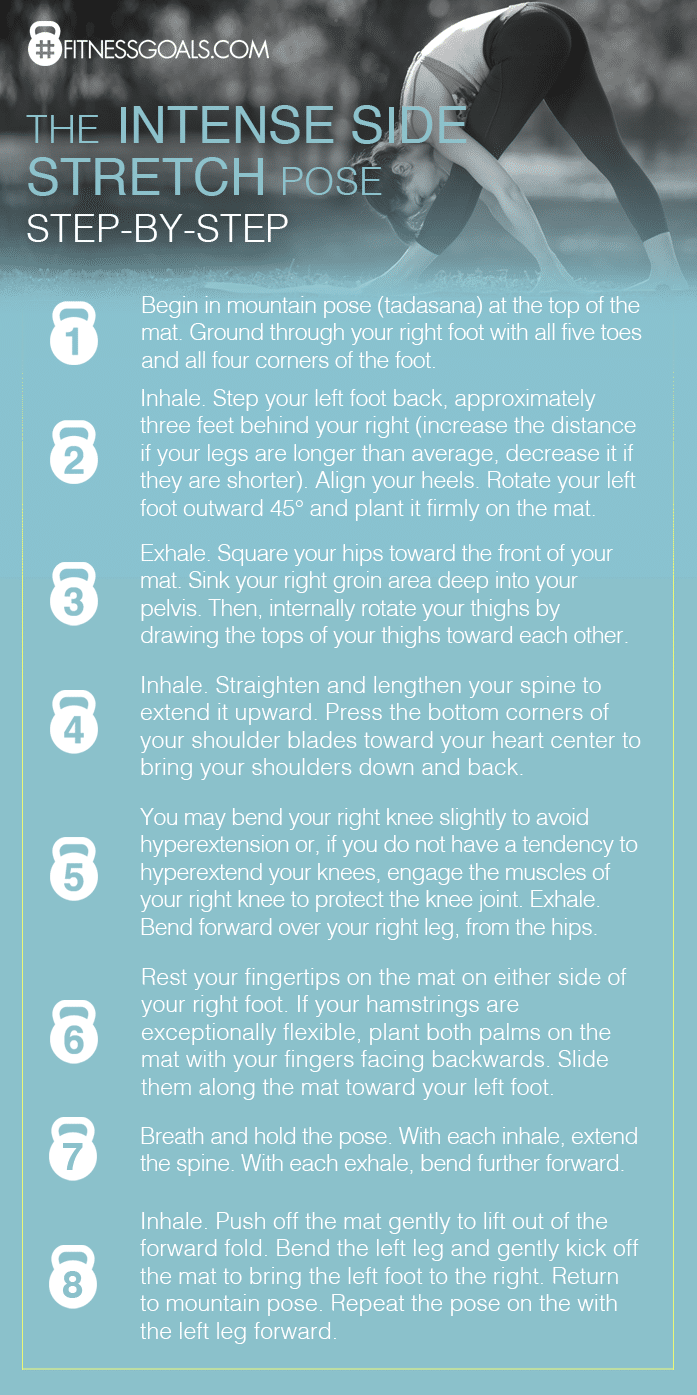 #FITNESSGOALS.COM
THE INTENSE SIDE
STRETCH POSE
STEP-BY-STEP
1
Begin in mountain pose (tadasana) at the top of the
mat. Ground through your right foot with all five toes
and all four corners of the foot.
2
Inhale. Step your left foot back, approximately
three feet behind your right (increase the distance
if your legs are longer than average, decrease it if
they are shorter). Align your heels. Rotate your left
foot outward 45° and plant it firmly on the mat.
3
Exhale. Square your hips toward the front of your
mat. Sink your right groin area deep into your
pelvis. Then, internally rotate your thighs by
drawing the tops of your thighs toward each other.
4
Inhale. Straighten and lengthen your spine to
extend it upward. Press the bottom corners of
your shoulder blades toward your heart center to
bring your shoulders down and back.
5
You may bend your right knee slightly to avoid
hyperextension or, if you do not have a tendency to
hyperextend your knees, engage the muscles of
your right knee to protect the knee joint. Exhale.
Bend forward over your right leg, from the hips.
6
Rest your fingertips on the mat on either side of
your right foot. If your hamstrings are
exceptionally flexible, plant both palms on the
mat with your fingers facing backwards. Slide
them along the mat toward your left foot.
7
Breath and hold the pose. With each inhale, extend
the spine. With each exhale, bend further forward.
8
Inhale. Push off the mat gently to lift out of the
forward fold. Bend the left leg and gently kick off
the mat to bring the left foot to the right. Return
to mountain pose. Repeat the pose on the with
the left leg forward.